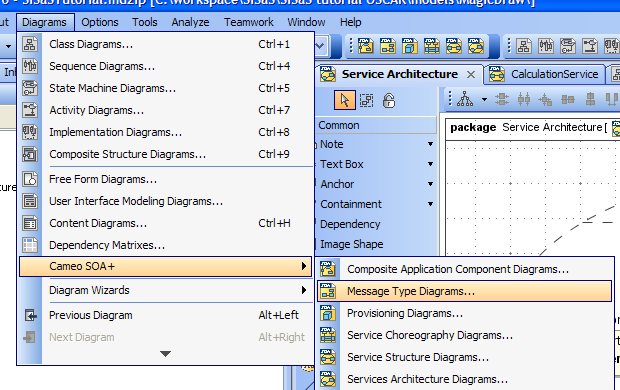 SiSaSTutorial.mdzip [C:\workspace\SiSaS\SiSaS tutorial OSCAR\models\MagicDraw\]
Diagrams Options Tools Analyze Teamwork Window Help
Class Diagrams... Ctrl+1
Sequence Diagrams... Ctrl+4
State Machine Diagrams... Ctrl+5
Activity Diagrams... Ctrl+7
Implementation Diagrams... Ctrl+8
Composite Structure Diagrams... Ctrl+9
Free Form Diagrams...
User Interface Modeling Diagrams...
Content Diagrams... Ctrl+H
Dependency Matrixes...
Cameo SOA+
Diagram Wizards
Previous Diagram Alt+Left
Next Diagram Alt+Right
Service Architecture CalculationService
Common
Note
Text Box
Anchor
Containment
Dependency
Image Shape
package Service Architecture[
Composite Application Component Diagrams...
Message Type Diagrams...
Provisioning Diagrams...
Service Choreography Diagrams...
Service Structure Diagrams...
Services Architecture Diagrams...